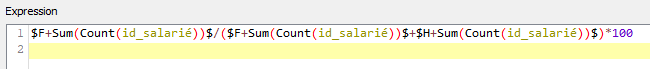 Expression
1 $F+Sum(Count(id_salarié))$/($F+Sum(Count(id_salarié))$+$H+Sum(Count(id_salarié))$)*100
2